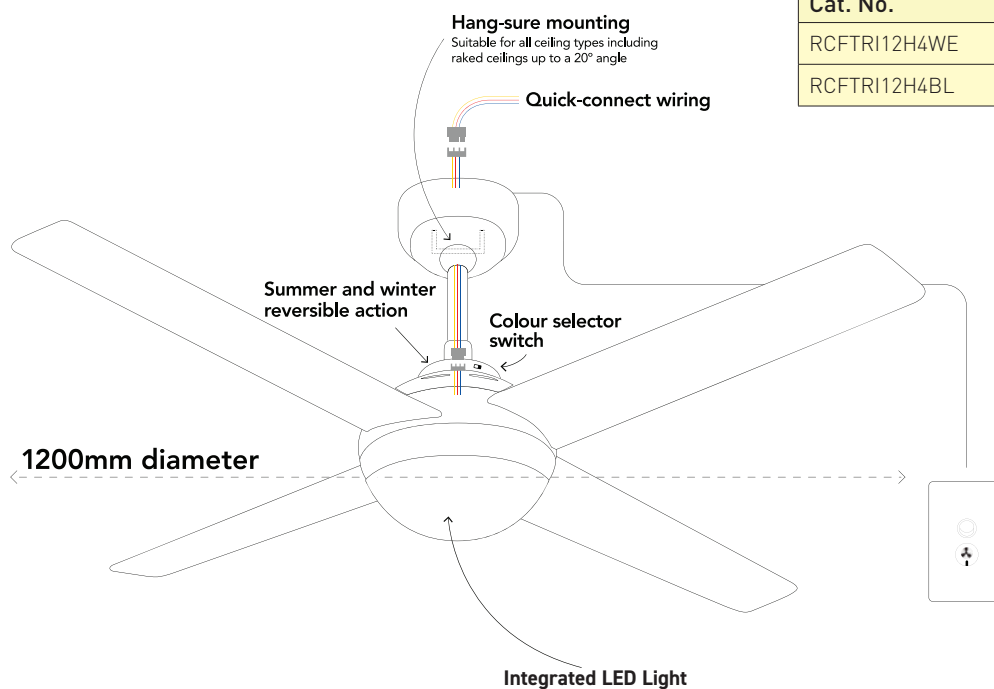 Cat. No.
RCFTRI12H4WE
RCFTRI12H4BL
Hang-sure mounting
Suitable for all ceiling types including
raked ceilings up to a 20° angle
Quick-connect wiring
Summer and winter
reversible action
Colour selector
switch
1200mm diameter
Integrated LED Light